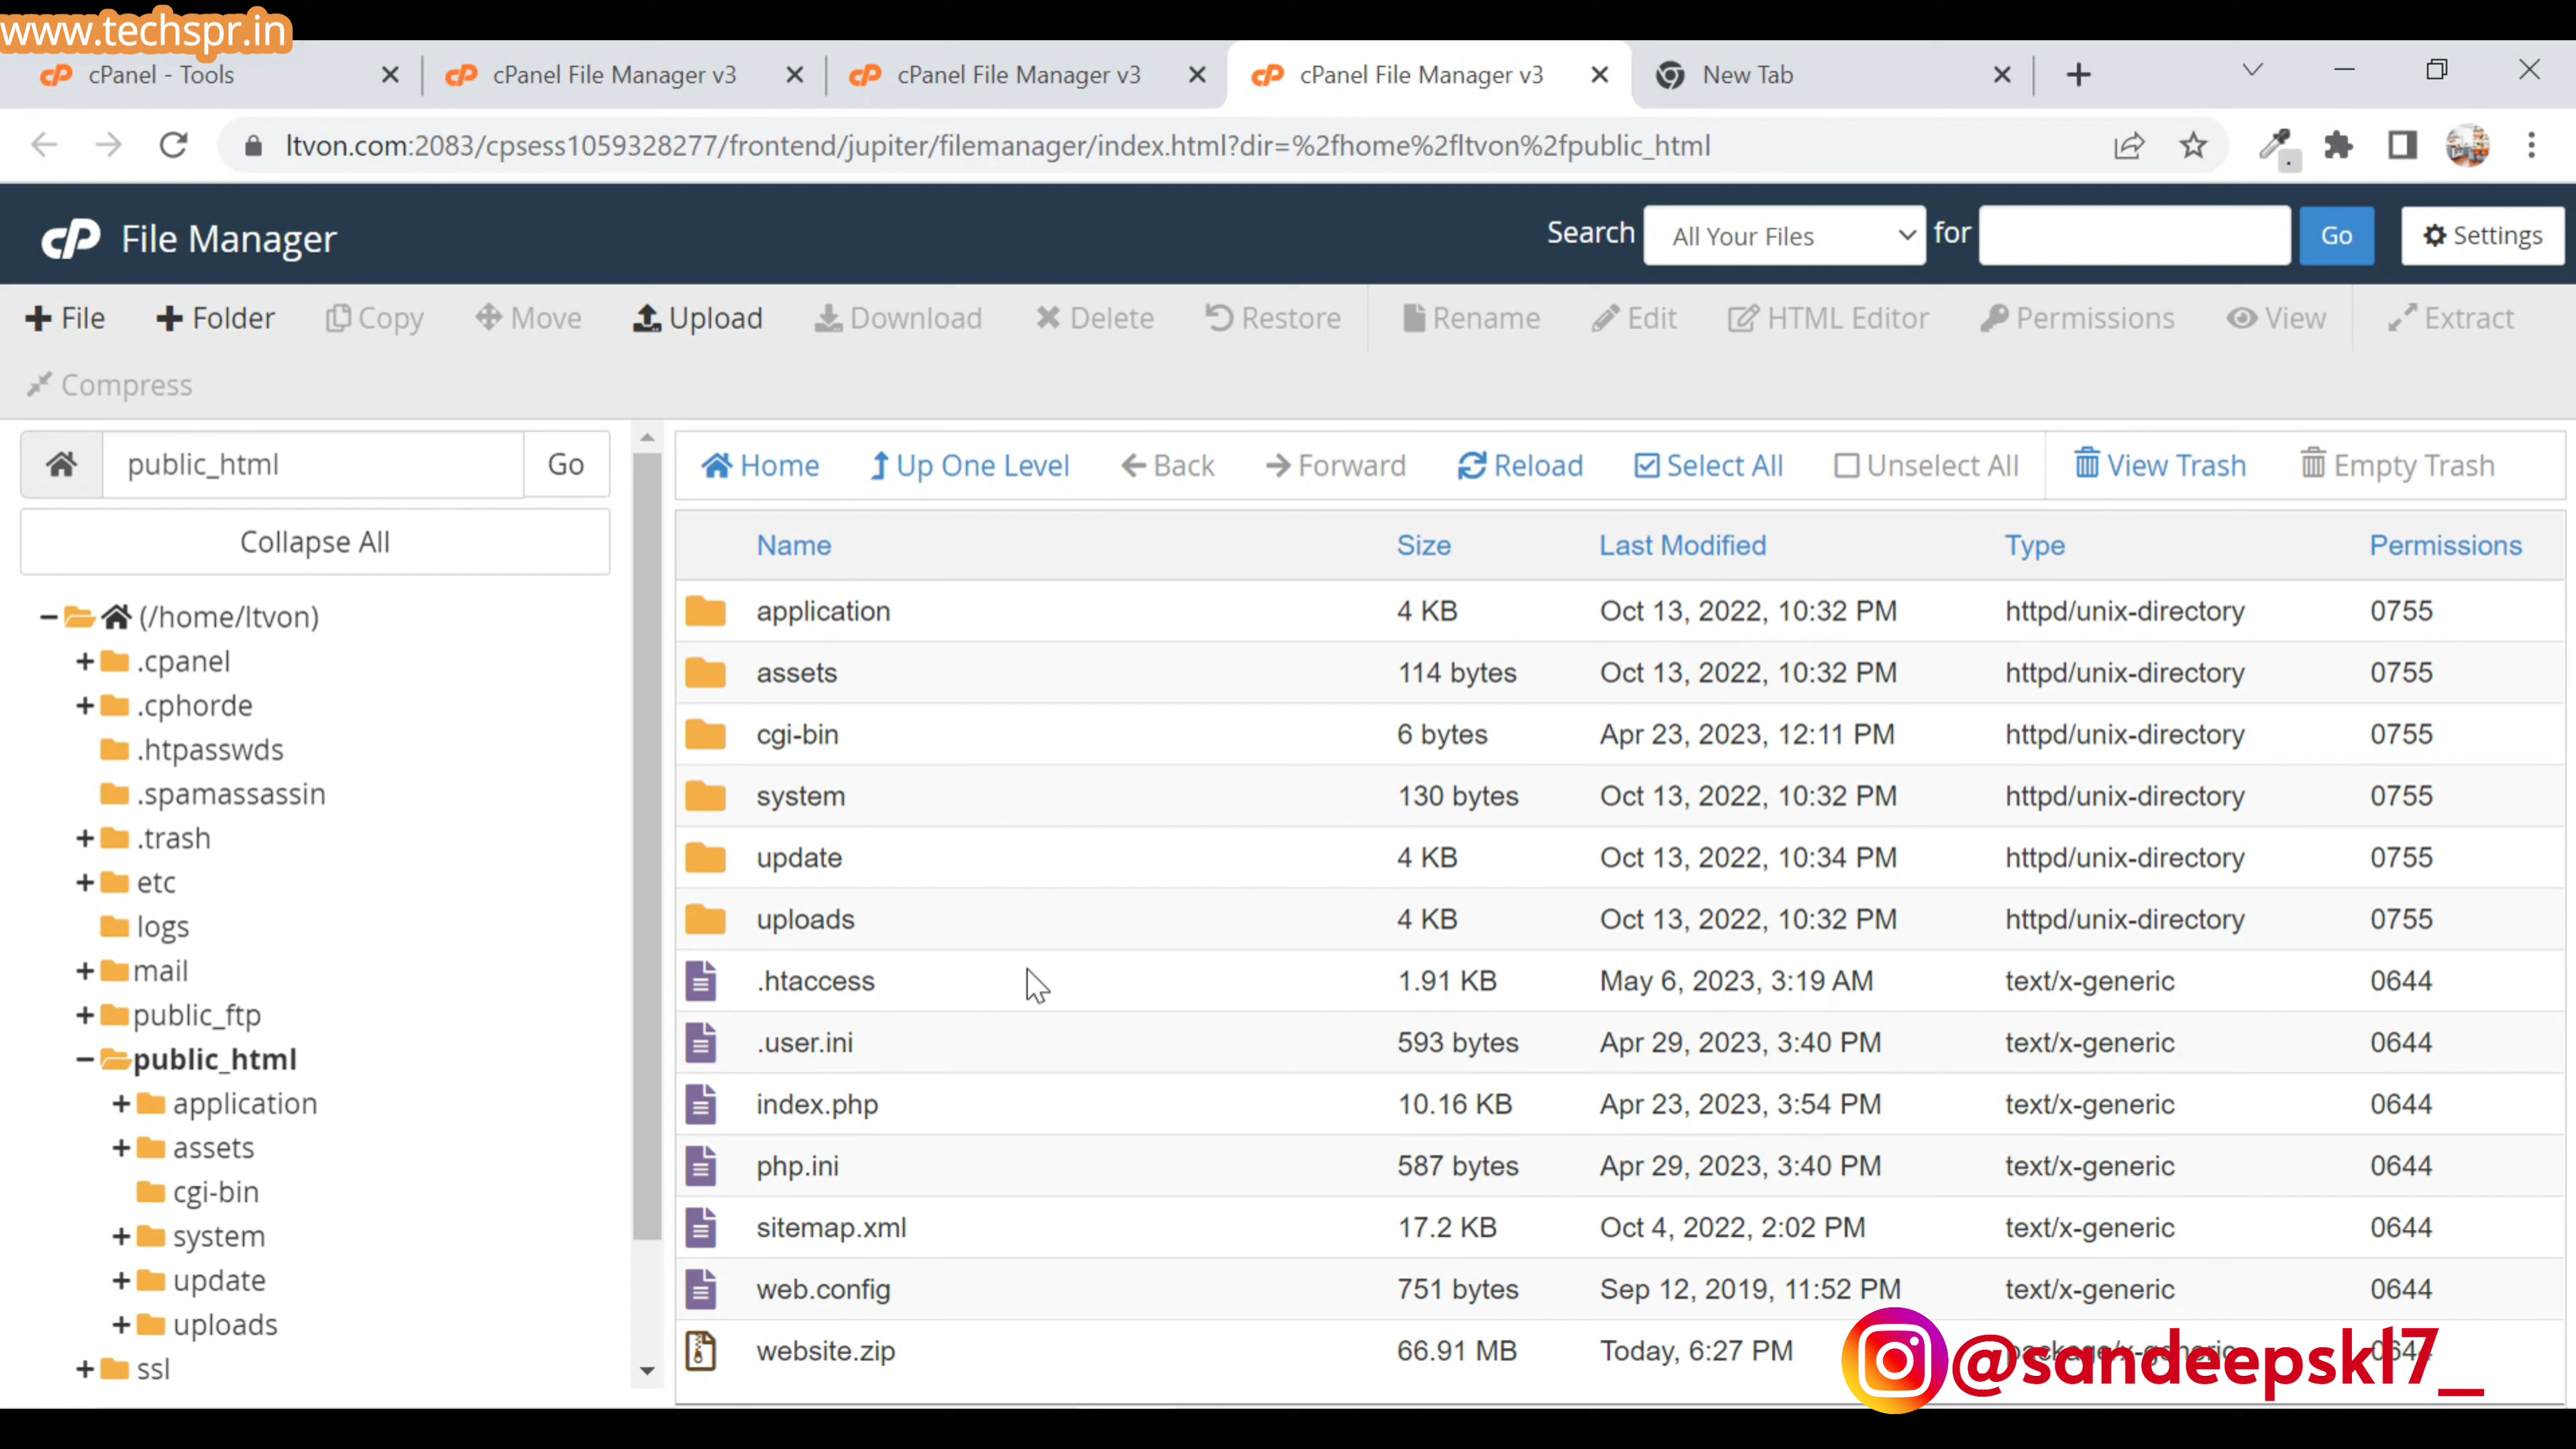 www.techspr.in
cPanel - Tools
cPanel File Manager v3
cPanel File Manager v3
cPanel File Manager v3
New Tab
ltvon.com:2083/cpsess1059328277/frontend/jupiter/filemanager/index.html?dir=%2fhome%2fltvon%2fpublic_html
cP File Manager
Search All Your Files for Go Settings
File Folder Copy Move Upload Download Delete Restore Rename Edit HTML Editor Permissions View Extract
Compress
public_html Go
Collapse All
(/home/ltvon)
.cpanel
.cphorde
.htpasswds
.spamassassin
.trash
etc
logs
mail
public_ftp
public_html
application
assets
cgi-bin
system
update
uploads
ssl
Home Up One Level Back Forward Reload Select All Unselect All View Trash Empty Trash
Name Size Last Modified Type Permissions
application 4 KB Oct 13, 2022, 10:32 PM httpd/unix-directory 0755
assets 114 bytes Oct 13, 2022, 10:32 PM httpd/unix-directory 0755
cgi-bin 6 bytes Apr 23, 2023, 12:11 PM httpd/unix-directory 0755
system 130 bytes Oct 13, 2022, 10:32 PM httpd/unix-directory 0755
update 4 KB Oct 13, 2022, 10:34 PM httpd/unix-directory 0755
uploads 4 KB Oct 13, 2022, 10:32 PM httpd/unix-directory 0755
.htaccess 1.91 KB May 6, 2023, 3:19 AM text/x-generic 0644
.user.ini 593 bytes Apr 29, 2023, 3:40 PM text/x-generic 0644
index.php 10.16 KB Apr 23, 2023, 3:54 PM text/x-generic 0644
php.ini 587 bytes Apr 29, 2023, 3:40 PM text/x-generic 0644
sitemap.xml 17.2 KB Oct 4, 2022, 2:02 PM text/x-generic 0644
web.config 751 bytes Sep 12, 2019, 11:52 PM text/x-generic 0644
website.zip 66.91 MB Today, 6:27 PM package/x-generic 0644
@sandeepskl7_